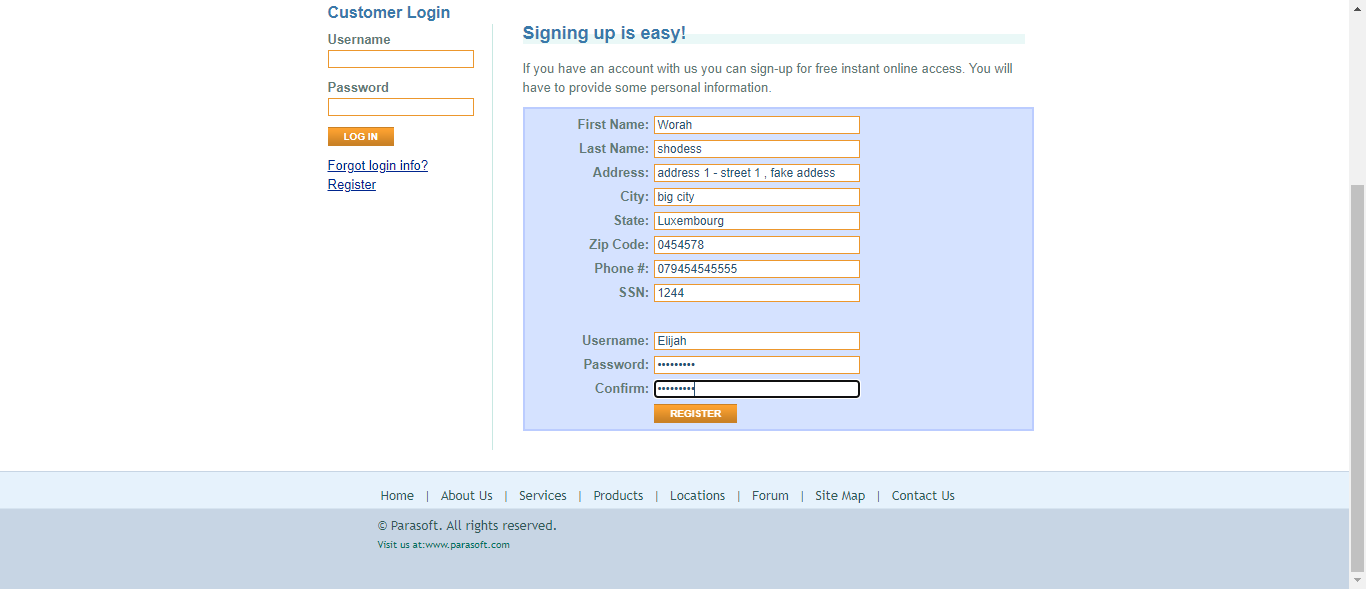 Customer Login
Username
Password
LOG IN
Forgot login info?
Register
Signing up is easy!
If you have an account with us you can sign-up for free instant online access. You will
have to provide some personal information.
First Name: Worah
Last Name: shodess
Address: address 1 - street 1 , fake addess
City: big city
State: Luxembourg
Zip Code: 0454578
Phone #: 079454545555
SSN: 1244
Username: Elijah
Password: •••••••••
Confirm: •••••••••
REGISTER
Home | About Us | Services | Products | Locations | Forum | Site Map | Contact Us
© Parasoft. All rights reserved.
Visit us at:www.parasoft.com